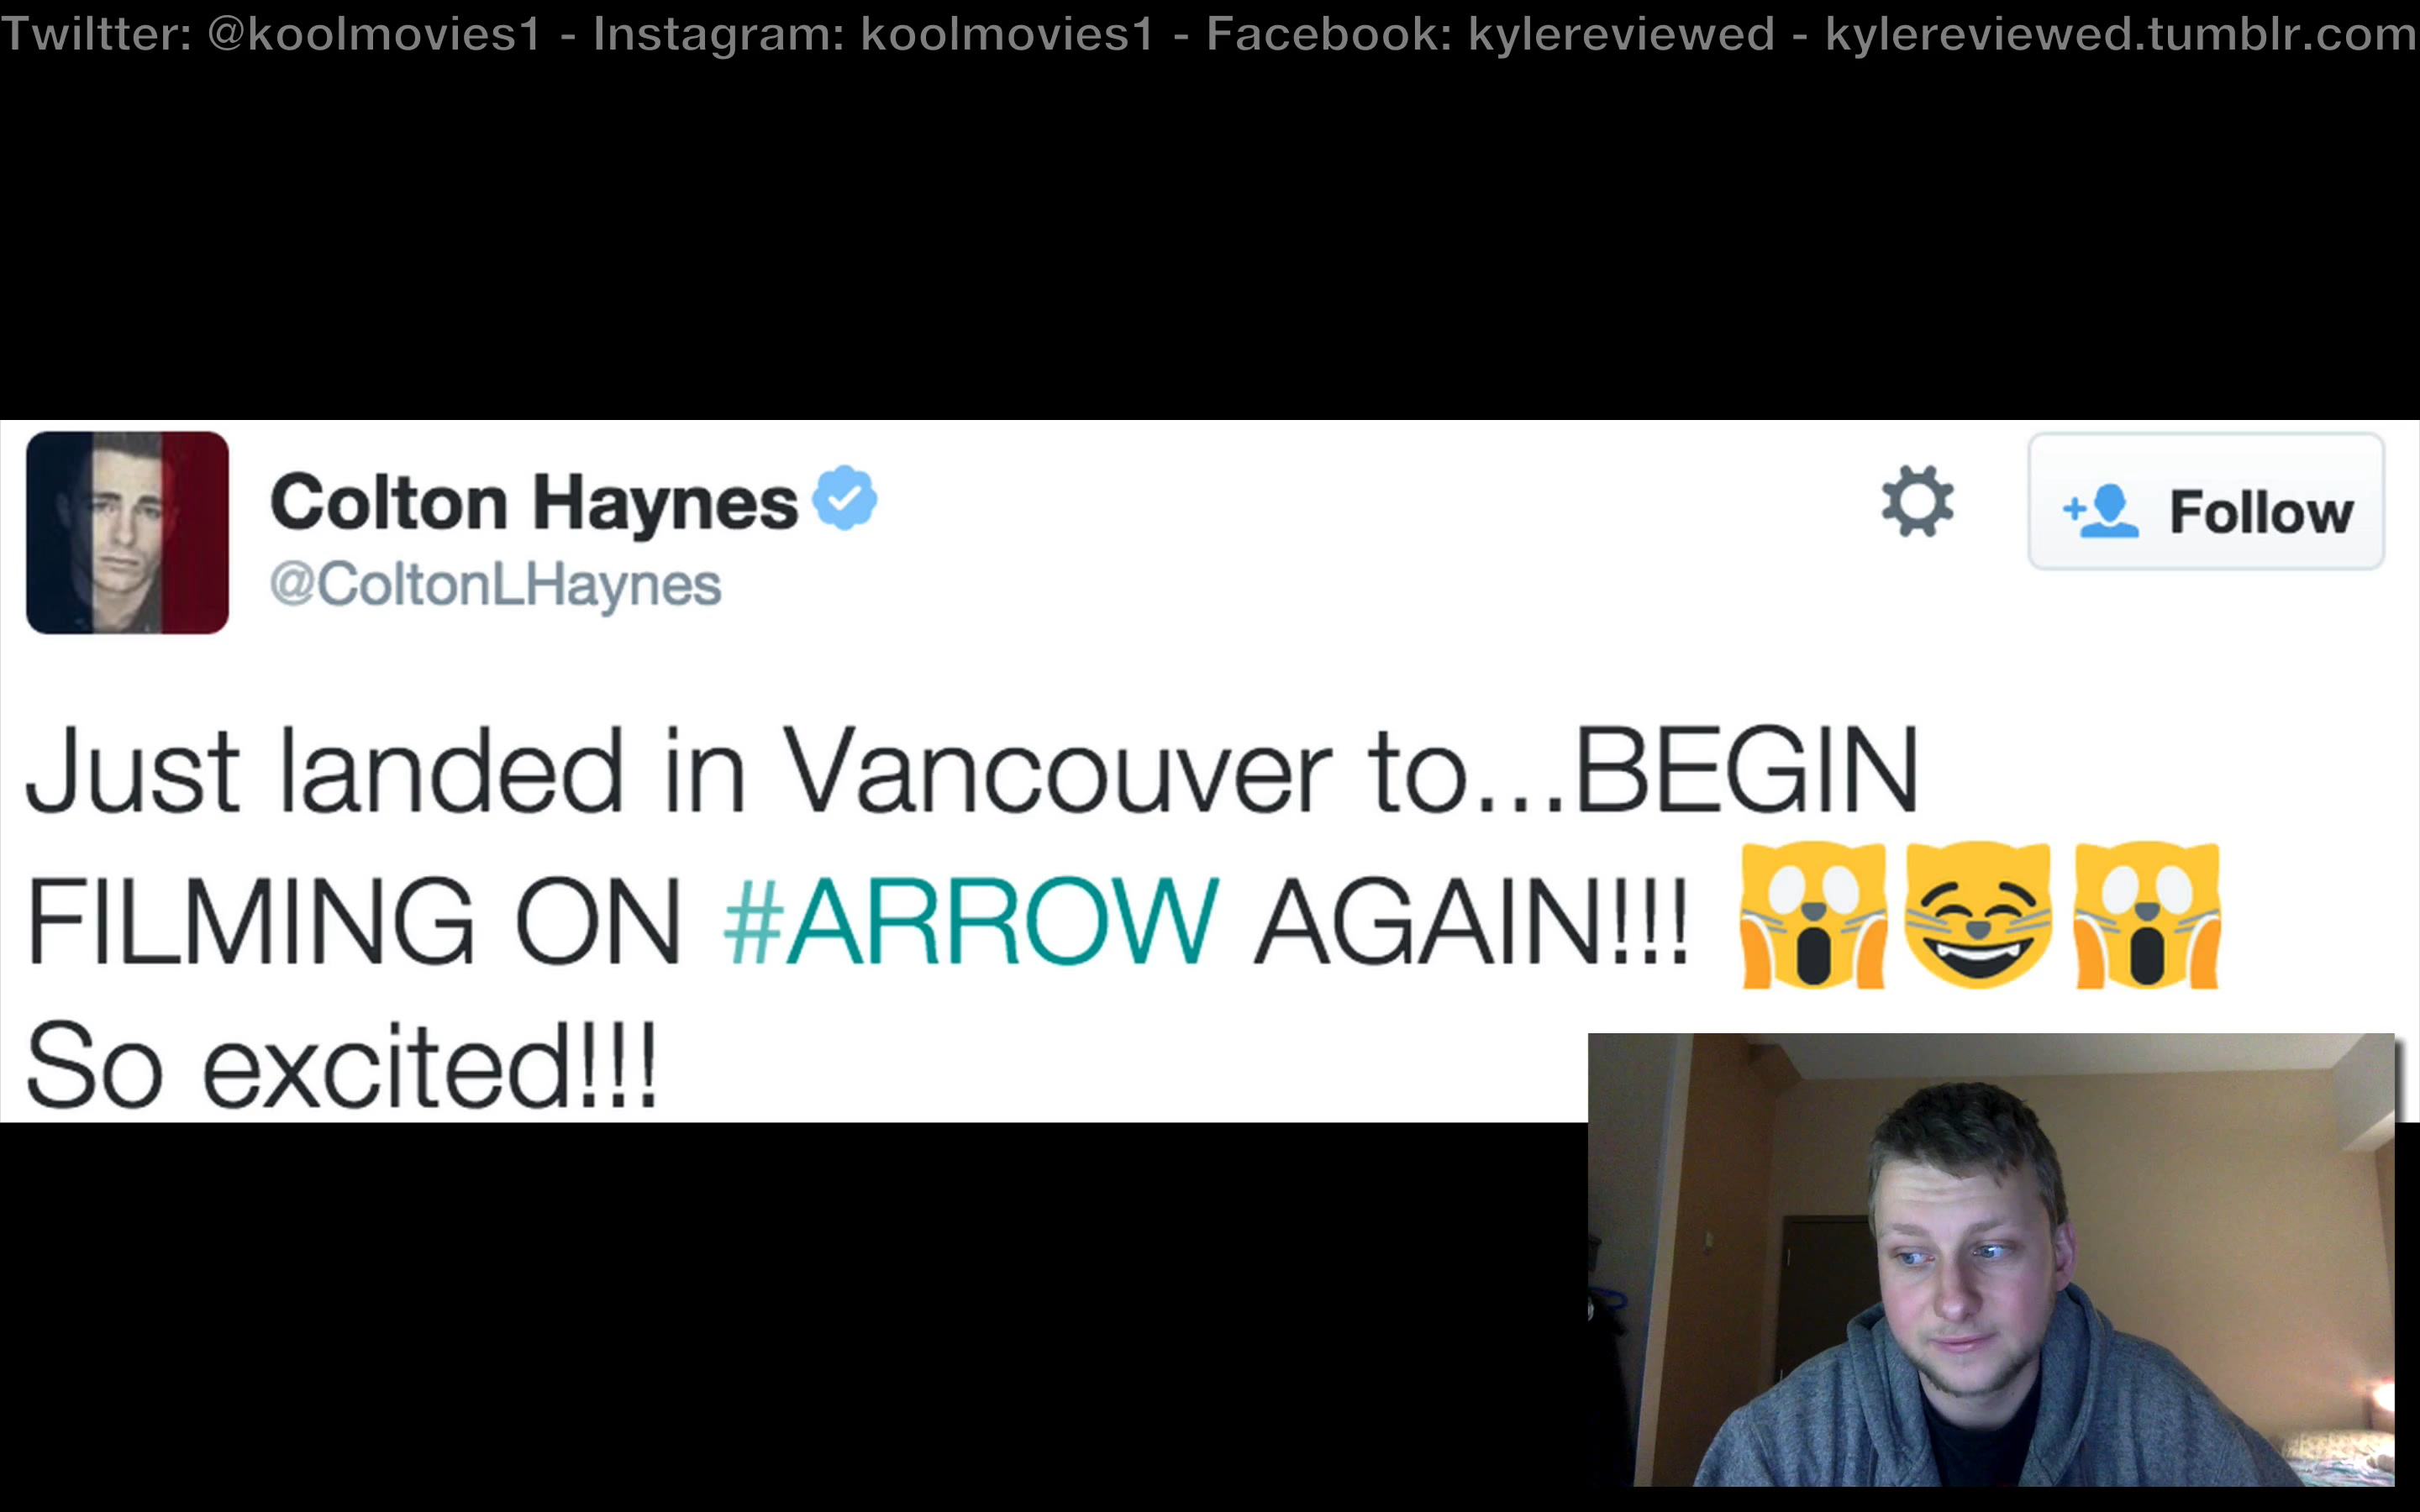 Twiltter: @koolmovies1 - Instagram: koolmovies1 - Facebook: kylereviewed - kylereviewed.tumblr.com
Colton Haynes
@ColtonLHaynes
Follow
Just landed in Vancouver to...BEGIN
FILMING ON #ARROW AGAIN!!! 🙀😸🙀
So excited!!!